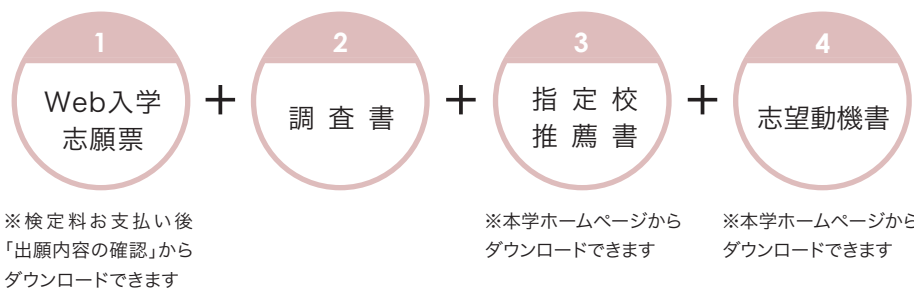 1
Web入学
志願票
+
2
調査書
+
3
指定校
推薦書
+
4
志望動機書
※検定料お支払い後
「出願内容の確認」から
ダウンロードできます
※本学ホームページから
ダウンロードできます
※本学ホームページから
ダウンロードできます